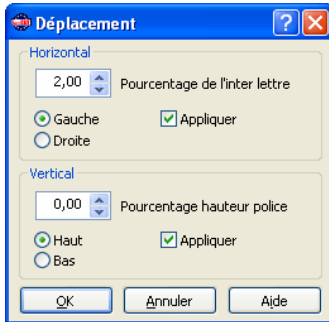 Déplacement
Horizontal
2,00 Pourcentage de l'inter lettre
Gauche Appliquer
Droite
Vertical
0,00 Pourcentage hauteur police
Haut Appliquer
Bas
OK Annuler Aide